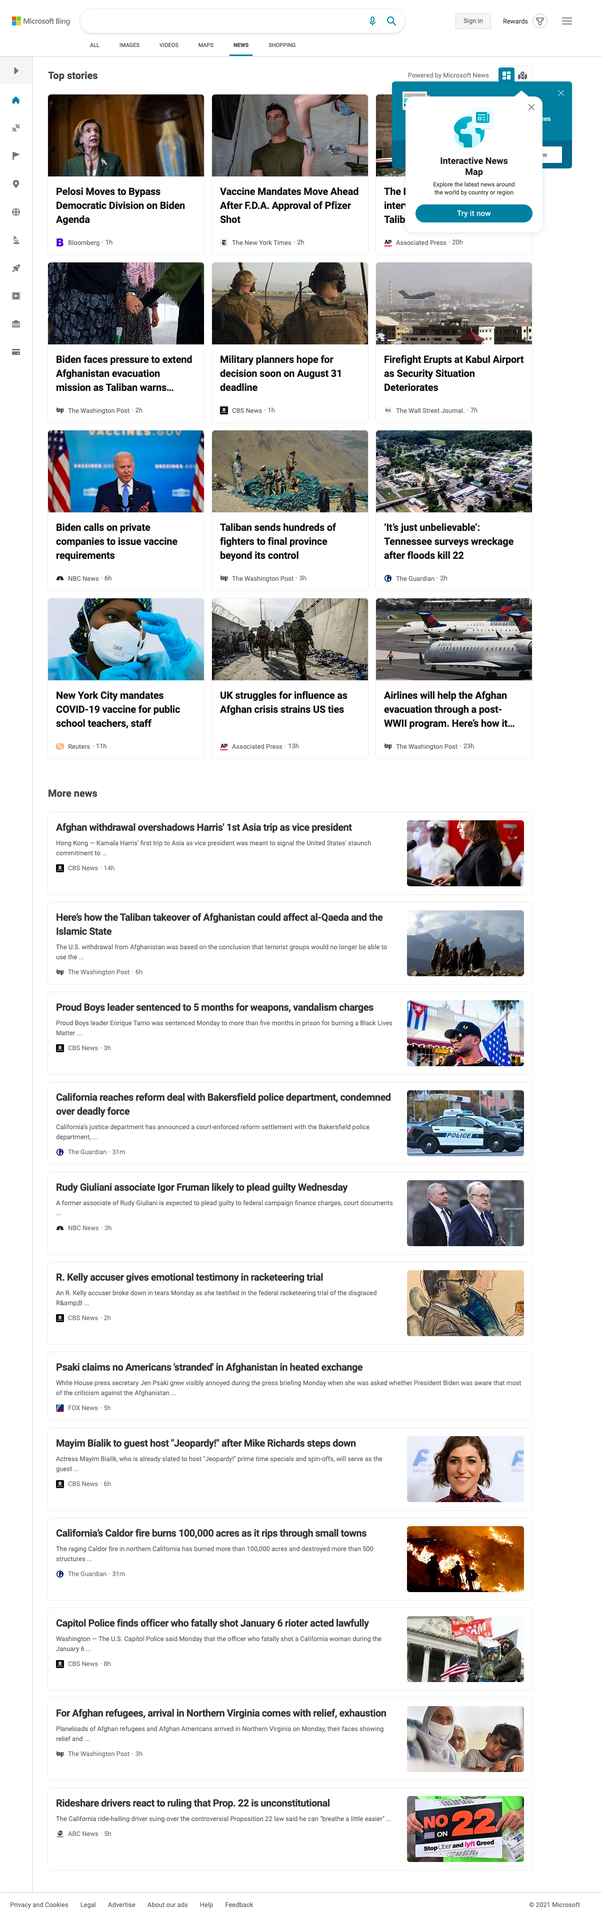 Microsoft Bing
Sign in
Rewards
ALL
IMAGES
VIDEOS
MAPS
NEWS
SHOPPING
Top stories
Powered by Microsoft News
Interactive News
Map
Explore the latest news around
the world by country or region
Try it now
Pelosi Moves to Bypass
Democratic Division on Biden
Agenda
Bloomberg · 1h
Vaccine Mandates Move Ahead
After F.D.A. Approval of Pfizer
Shot
The New York Times · 2h
Associated Press · 20h
VACCINES.GOV
Biden faces pressure to extend
Afghanistan evacuation
mission as Taliban warns...
The Washington Post · 2h
Military planners hope for
decision soon on August 31
deadline
CBS News · 1h
Firefight Erupts at Kabul Airport
as Security Situation
Deteriorates
The Wall Street Journal. · 7h
Biden calls on private
companies to issue vaccine
requirements
NBC News · 6h
Taliban sends hundreds of
fighters to final province
beyond its control
The Washington Post · 3h
‘It’s just unbelievable’:
Tennessee surveys wreckage
after floods kill 22
The Guardian · 2h
New York City mandates
COVID-19 vaccine for public
school teachers, staff
Reuters · 11h
UK struggles for influence as
Afghan crisis strains US ties
Associated Press · 13h
Airlines will help the Afghan
evacuation through a post-
WWII program. Here’s how it...
The Washington Post · 23h
More news
Afghan withdrawal overshadows Harris' 1st Asia trip as vice president
Hong Kong — Kamala Harris' first trip to Asia as vice president was meant to signal the United States' staunch
commitment to ...
CBS News · 14h
Here’s how the Taliban takeover of Afghanistan could affect al-Qaeda and the
Islamic State
The U.S. withdrawal from Afghanistan was based on the conclusion that terrorist groups would no longer be able to
use the ...
The Washington Post · 6h
Proud Boys leader sentenced to 5 months for weapons, vandalism charges
Proud Boys leader Enrique Tarrio was sentenced Monday to more than five months in prison for burning a Black Lives
Matter ...
CBS News · 3h
California reaches reform deal with Bakersfield police department, condemned
over deadly force
California’s justice department has announced a court-enforced reform settlement with the Bakersfield police
department, ...
The Guardian · 31m
POLICE
Rudy Giuliani associate Igor Fruman likely to plead guilty Wednesday
A former associate of Rudy Giuliani is expected to plead guilty to federal campaign finance charges, court documents
...
NBC News · 3h
R. Kelly accuser gives emotional testimony in racketeering trial
An R. Kelly accuser broke down in tears Monday as she testified in the federal racketeering trial of the disgraced
R&amp;B ...
CBS News · 2h
Psaki claims no Americans 'stranded' in Afghanistan in heated exchange
White House press secretary Jen Psaki grew visibly annoyed during the press briefing Monday when she was asked whether President Biden was aware that most
of the criticism against the Afghanistan ...
FOX News · 5h
Mayim Bialik to guest host "Jeopardy!" after Mike Richards steps down
Actress Mayim Bialik, who is already slated to host "Jeopardy!" prime time specials and spin-offs, will serve as the
guest ...
CBS News · 6h
California’s Caldor fire burns 100,000 acres as it rips through small towns
The raging Caldor fire in northern California has burned more than 100,000 acres and destroyed more than 500
structures ...
The Guardian · 31m
Capitol Police finds officer who fatally shot January 6 rioter acted lawfully
Washington — The U.S. Capitol Police said Monday that the officer who fatally shot a California woman during the
January 6 ...
CBS News · 8h
For Afghan refugees, arrival in Northern Virginia comes with relief, exhaustion
Planeloads of Afghan refugees and Afghan Americans arrived in Northern Virginia on Monday, their faces showing
relief and ...
The Washington Post · 3h
Rideshare drivers react to ruling that Prop. 22 is unconstitutional
The California ride-hailing driver suing over the controversial Proposition 22 law said he can "breathe a little easier" ...
ABC News · 5h
NO
ON 22
Stop Uber and lyft Greed
Privacy and Cookies
Legal
Advertise
About our ads
Help
Feedback
© 2021 Microsoft